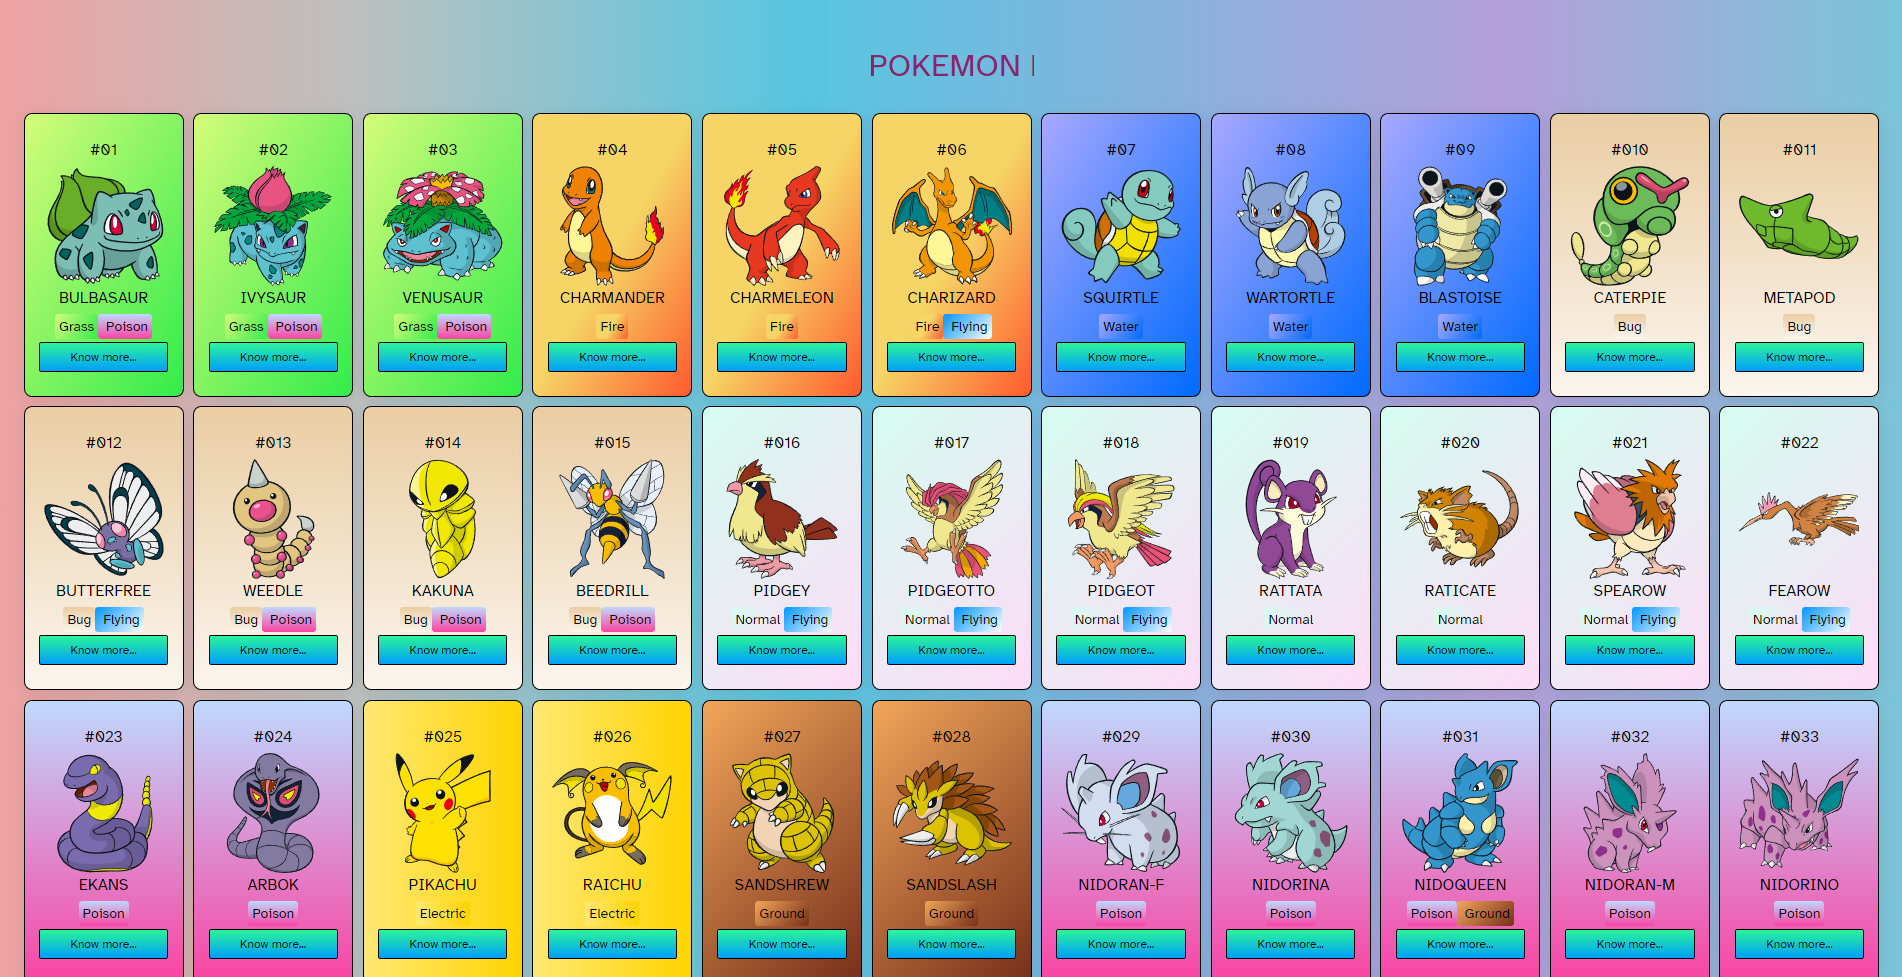 POKEMON |
#01 #02 #03 #04 #05 #06 #07 #08 #09 #010 #011
BULBASAUR IVYSAUR VENUSAUR CHARMANDER CHARMELEON CHARIZARD SQUIRTLE WARTORTLE BLASTOISE CATERPIE METAPOD
Grass Poison Grass Poison Grass Poison Fire Fire Fire Flying Water Water Water Bug Bug
Know more... Know more... Know more... Know more... Know more... Know more... Know more... Know more... Know more... Know more... Know more...
#012 #013 #014 #015 #016 #017 #018 #019 #020 #021 #022
BUTTERFREE WEEDLE KAKUNA BEEDRILL PIDGEY PIDGEOTTO PIDGEOT RATTATA RATICATE SPEAROW FEAROW
Bug Flying Bug Poison Bug Poison Bug Poison Normal Flying Normal Flying Normal Flying Normal Normal Normal Flying Normal Flying
Know more... Know more... Know more... Know more... Know more... Know more... Know more... Know more... Know more... Know more... Know more...
#023 #024 #025 #026 #027 #028 #029 #030 #031 #032 #033
EKANS ARBOK PIKACHU RAICHU SANDSHREW SANDSLASH NIDORAN-F NIDORINA NIDOQUEEN NIDORAN-M NIDORINO
Poison Poison Electric Electric Ground Ground Poison Poison Poison Ground Poison Poison
Know more... Know more... Know more... Know more... Know more... Know more... Know more... Know more... Know more... Know more... Know more...